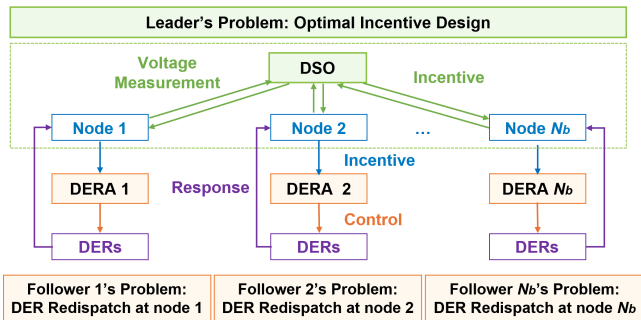 Leader's Problem: Optimal Incentive Design
Voltage
Measurement
DSO
Incentive
Node 1
Node 2
...
Node Nb
Incentive
DERA 1
Response
DERA 2
DERA Nb
Control
DERs
DERs
DERs
Follower 1's Problem:
DER Redispatch at node 1
Follower 2's Problem:
DER Redispatch at node 2
Follower Nb's Problem:
DER Redispatch at node Nb